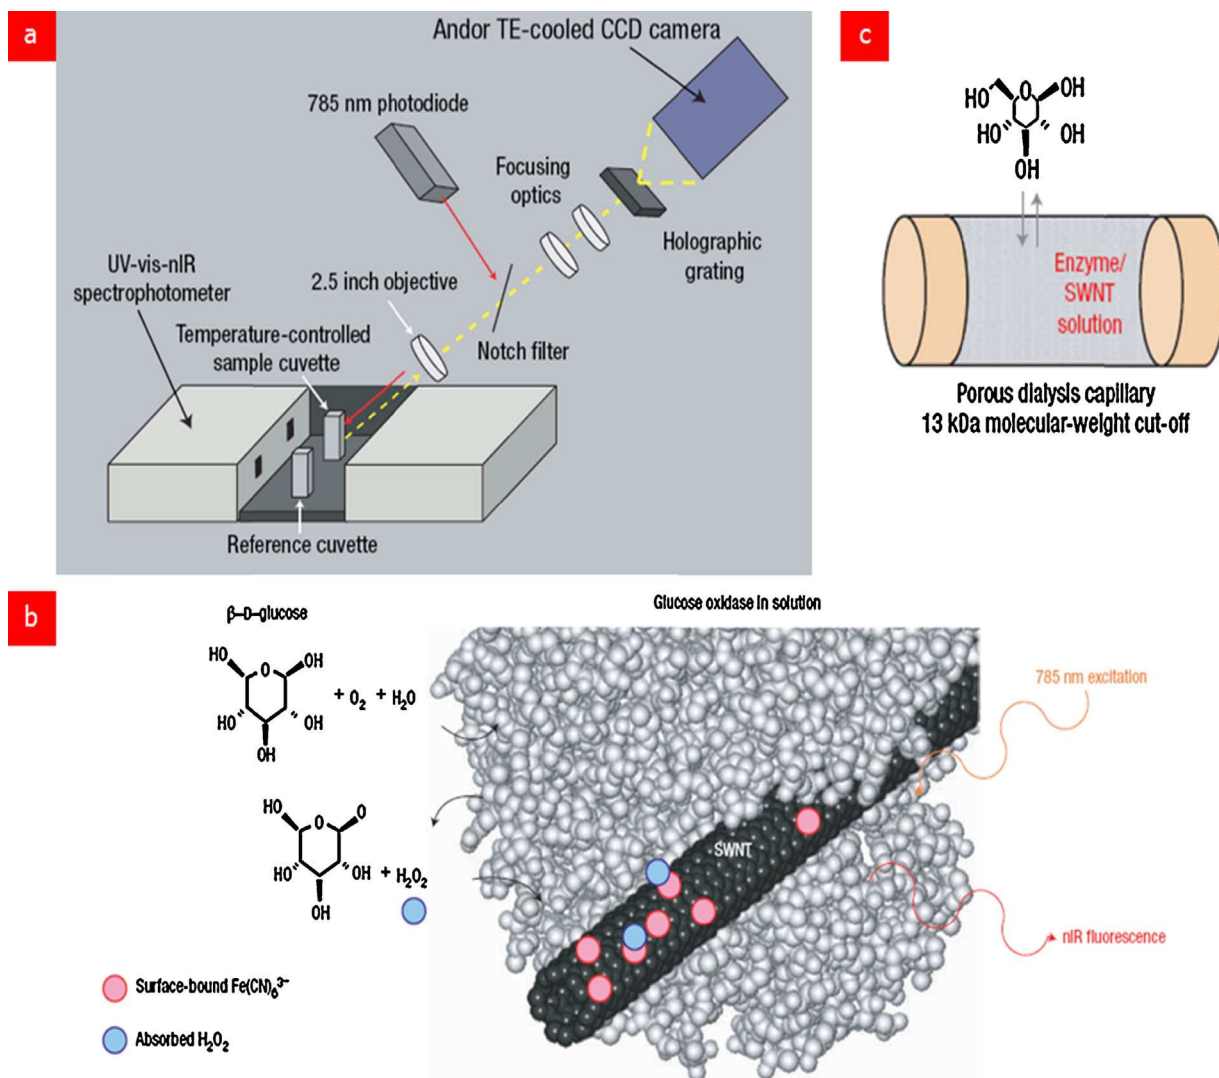 a
Andor TE-cooled CCD camera
785 nm photodiode
Focusing
optics
Holographic
grating
UV-vis-nIR
spectrophotometer
2.5 inch objective
Temperature-controlled
sample cuvette
Notch filter
Reference cuvette
c
HO
O
OH
HO
OH
OH
Enzyme/
SWNT
solution
Porous dialysis capillary
13 kDa molecular-weight cut-off
b
β–D–glucose
Glucose oxidase in solution
HO
O
OH
+ O₂ + H₂O
HO
OH
OH
785 nm excitation
HO
O
O
HO
OH + H₂O₂
OH
SWNT
nIR fluorescence
Surface-bound Fe(CN)₆³⁻
Absorbed H₂O₂